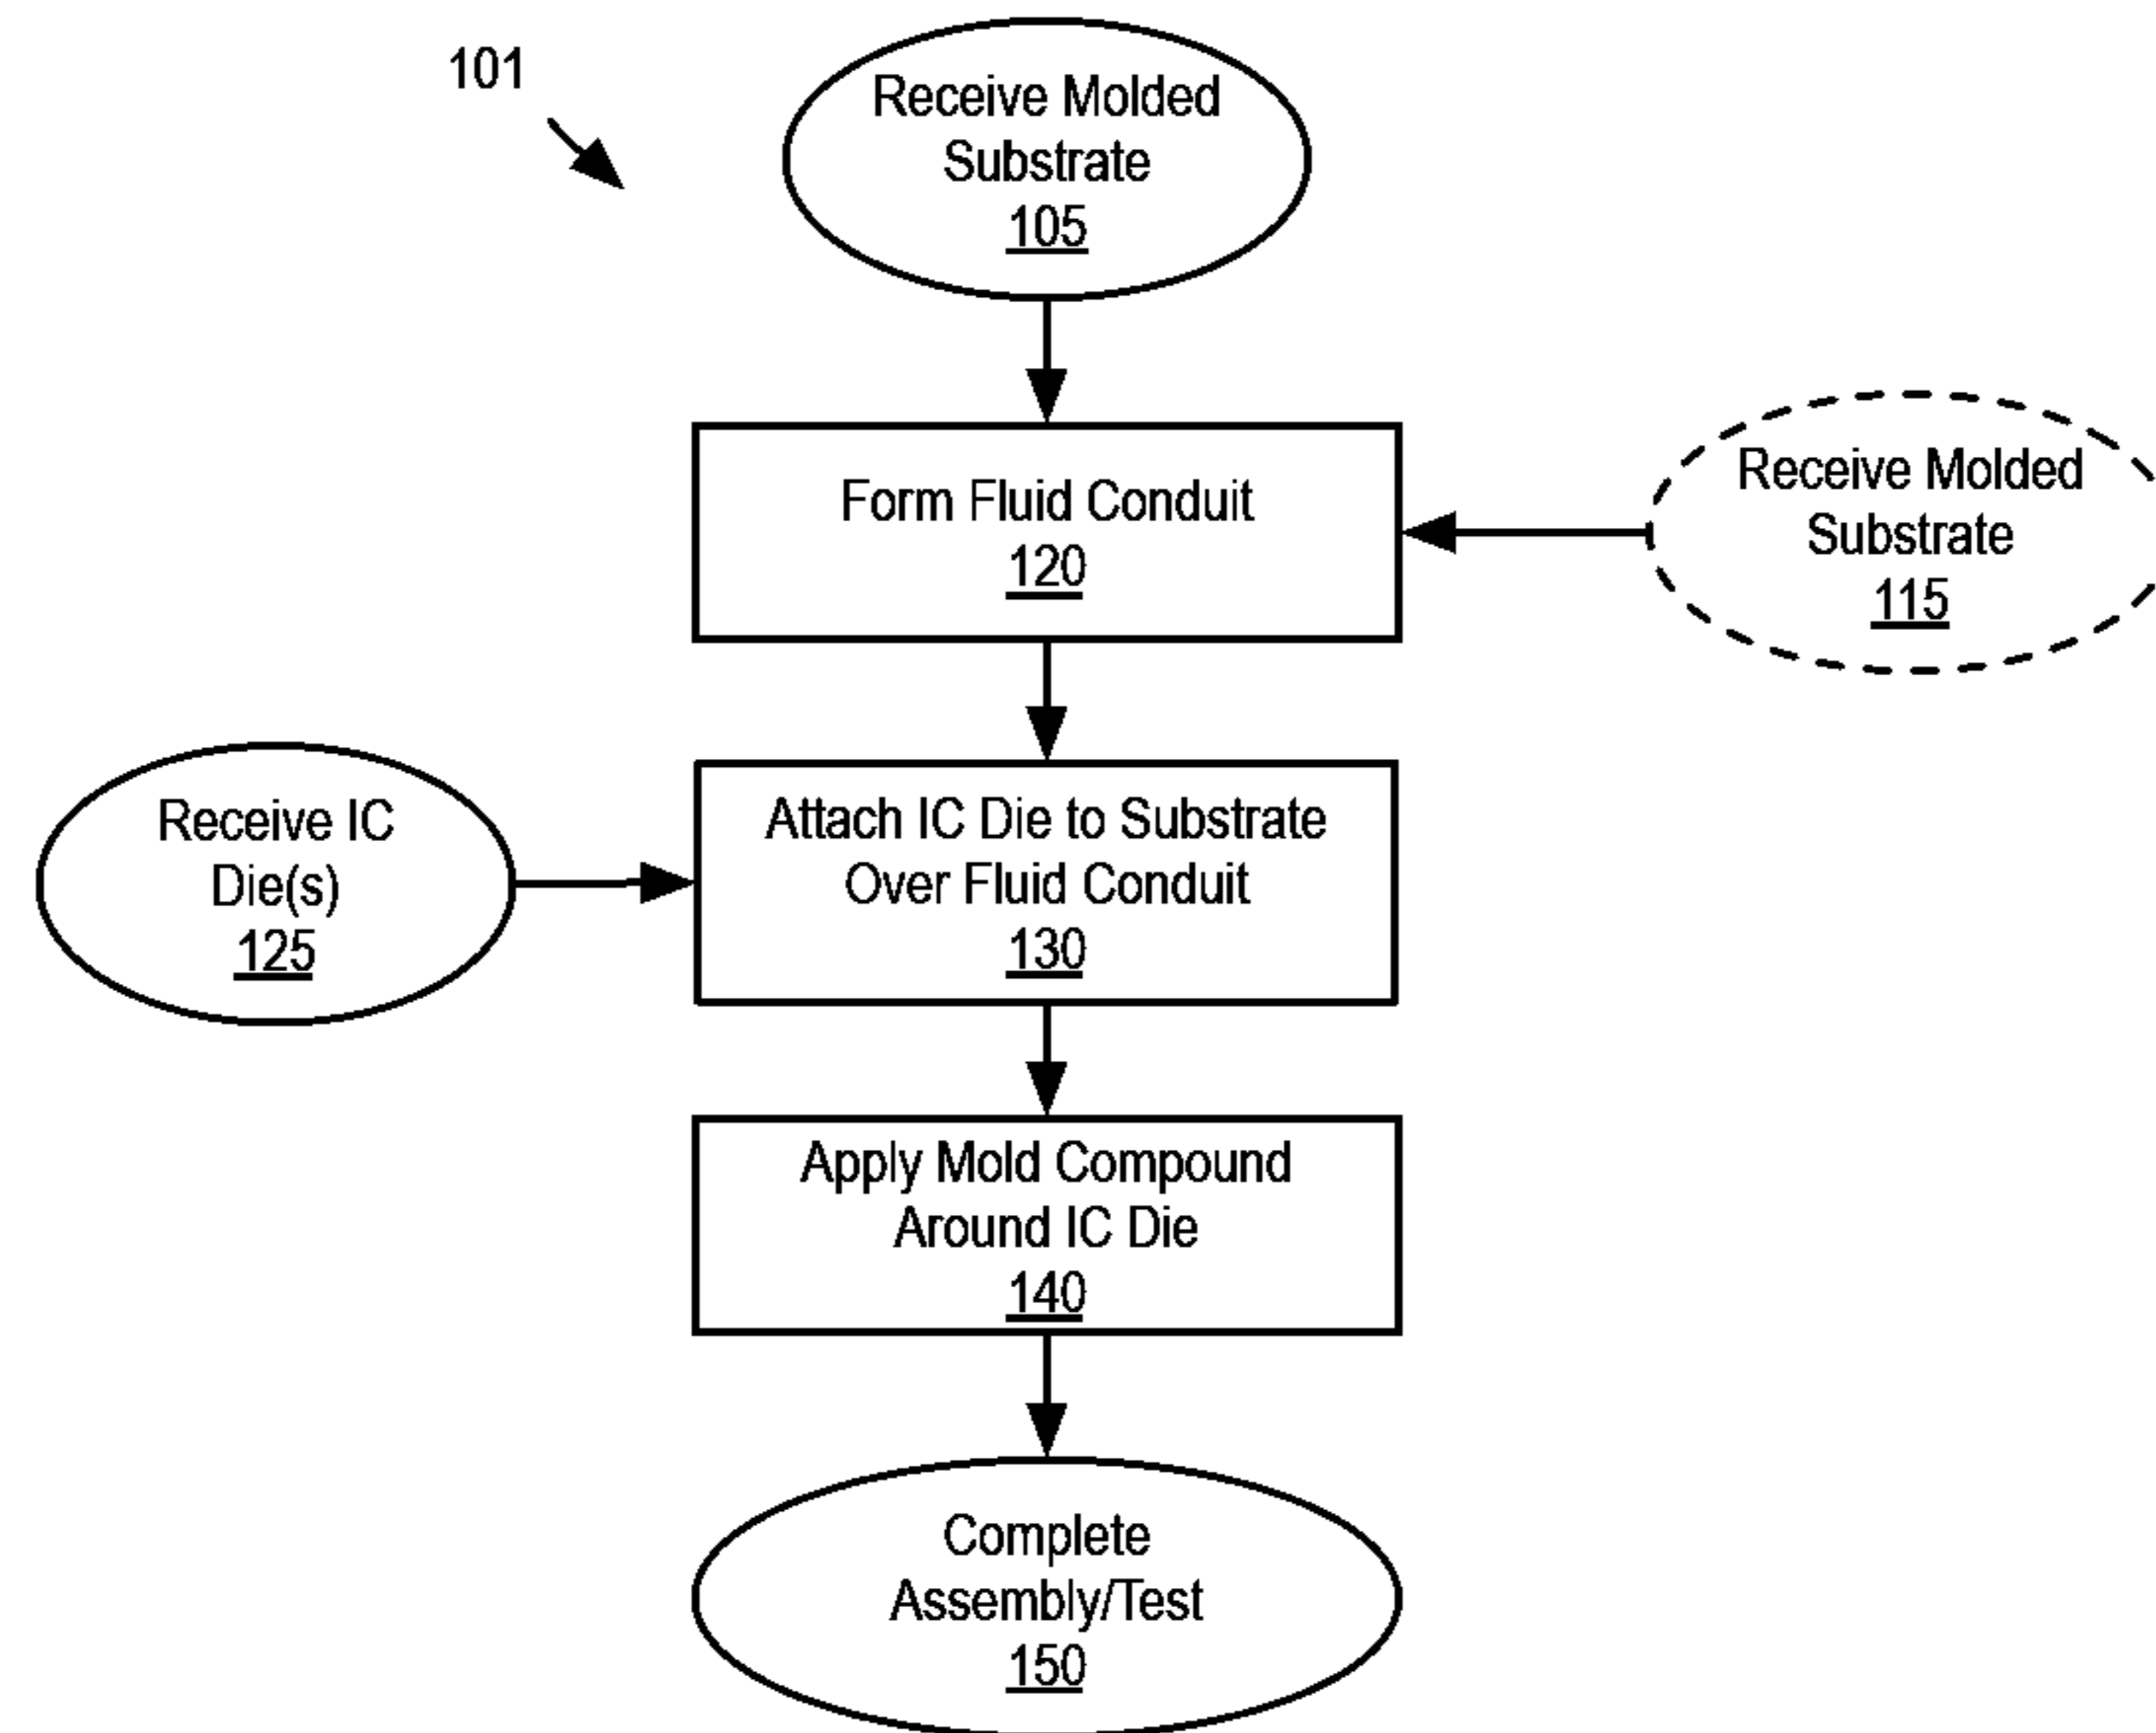 101
Receive Molded
Substrate
105
Form Fluid Conduit
120
Receive Molded
Substrate
115
Receive IC
Die(s)
125
Attach IC Die to Substrate
Over Fluid Conduit
130
Apply Mold Compound
Around IC Die
140
Complete
Assembly/Test
150